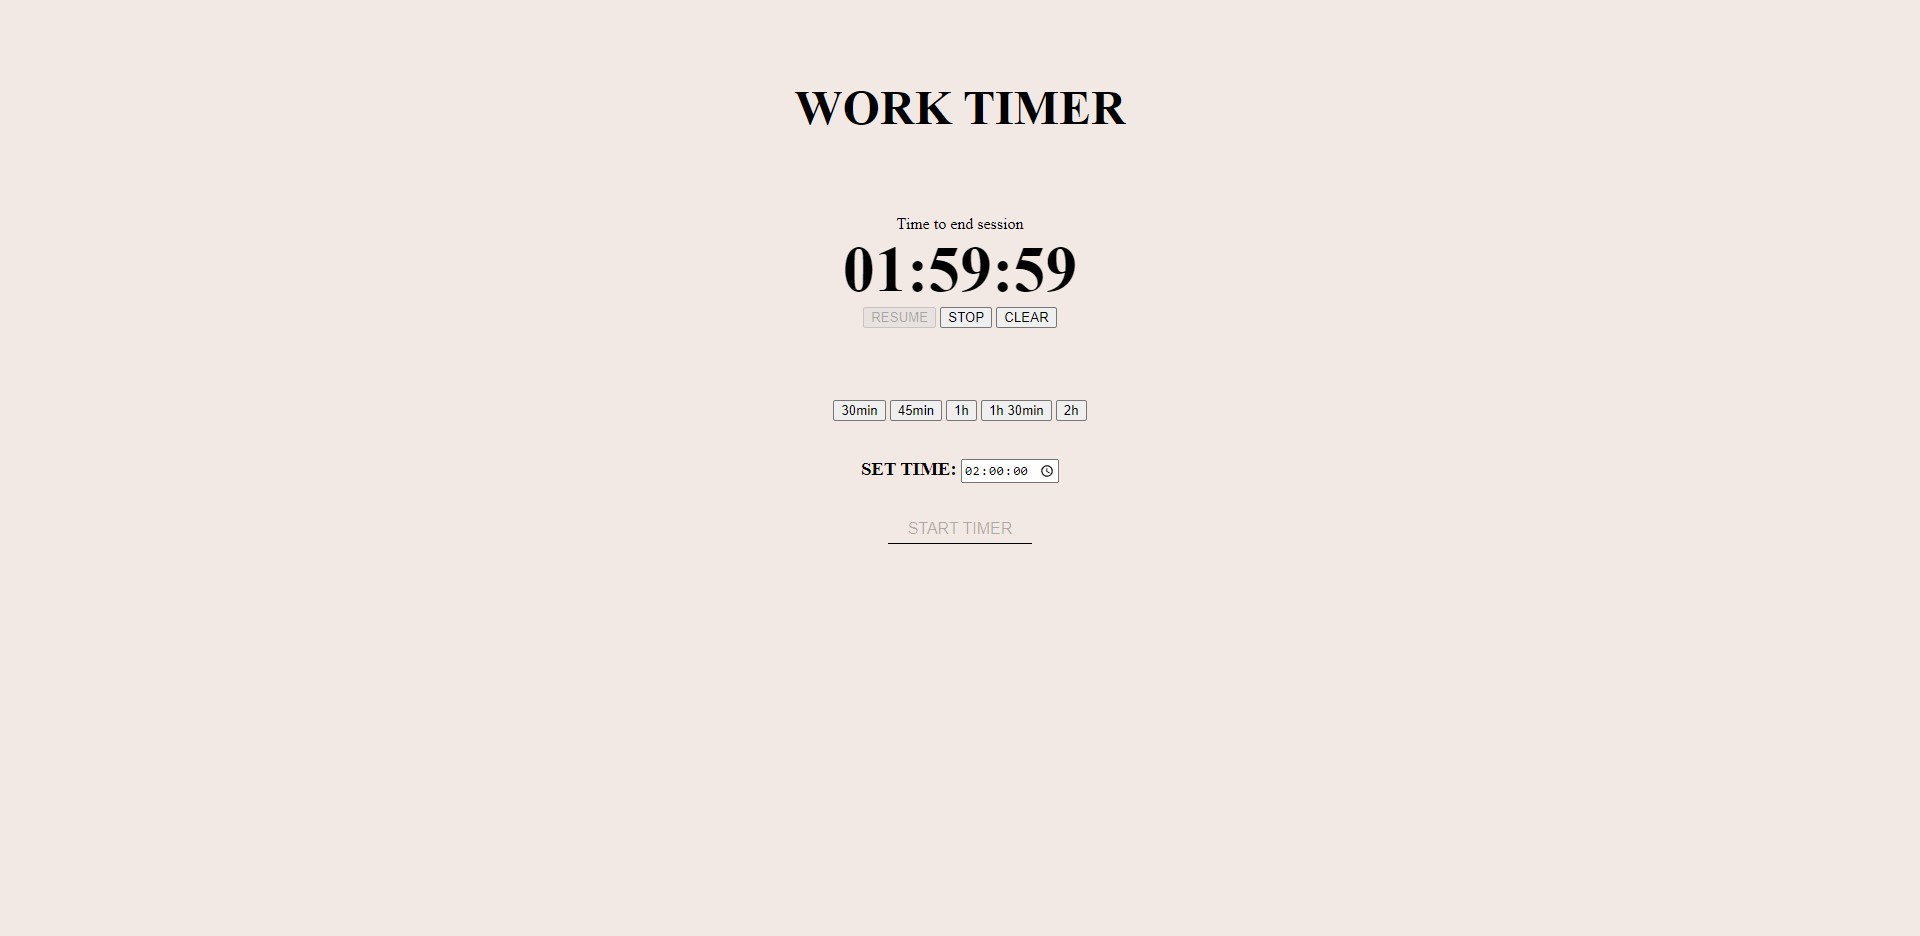 WORK TIMER
Time to end session
01:59:59
RESUME STOP CLEAR
30min 45min 1h 1h 30min 2h
SET TIME: 02:00:00
START TIMER